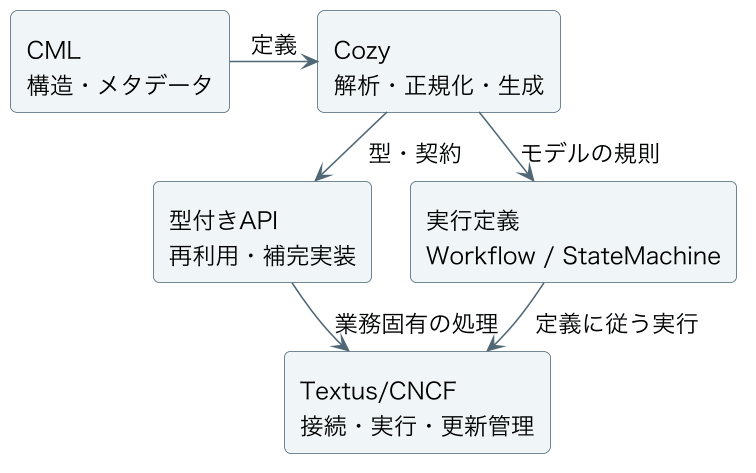 CML
構造・メタデータ
定義
Cozy
解析・正規化・生成
型・契約
モデルの規則
型付きAPI
再利用・補完実装
実行定義
Workflow / StateMachine
業務固有の処理
定義に従う実行
Textus/CNCF
接続・実行・更新管理